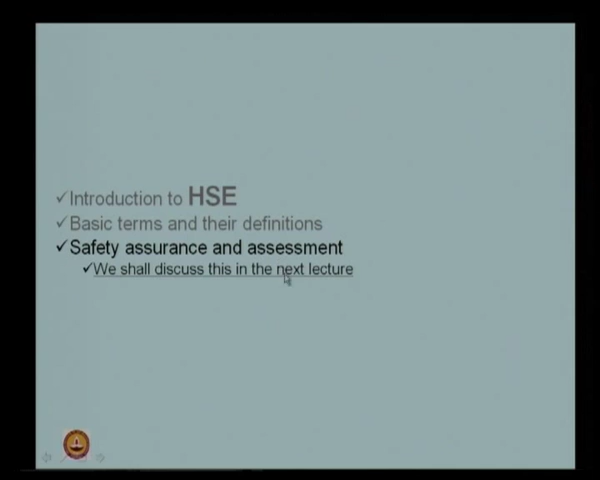 ✓Introduction to HSE
✓Basic terms and their definitions
✓Safety assurance and assessment
✓We shall discuss this in the next lecture